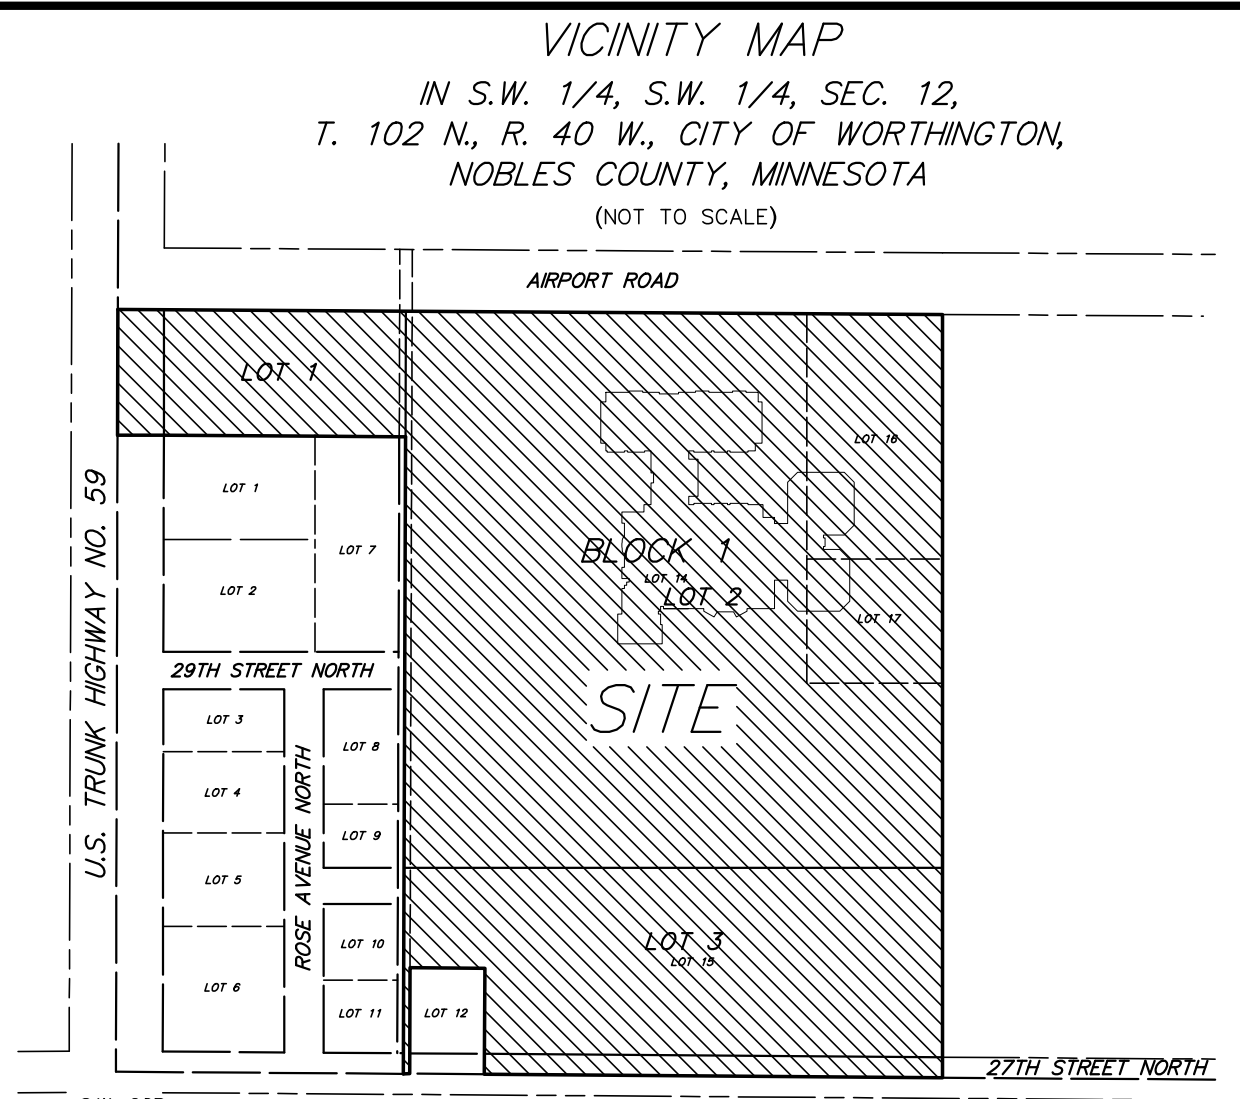 VICINITY MAP
IN S.W. 1/4, S.W. 1/4, SEC. 12,
T. 102 N., R. 40 W., CITY OF WORTHINGTON,
NOBLES COUNTY, MINNESOTA
(NOT TO SCALE)
AIRPORT ROAD
LOT 1
LOT 16
LOT 1
LOT 7
BLOCK 1
LOT 14
LOT 2
LOT 2
LOT 17
29TH STREET NORTH
U.S. TRUNK HIGHWAY NO. 59
SITE
LOT 3
LOT 8
LOT 4
LOT 9
ROSE AVENUE NORTH
LOT 5
LOT 10
LOT 3
LOT 15
LOT 6
LOT 11
LOT 12
27TH STREET NORTH